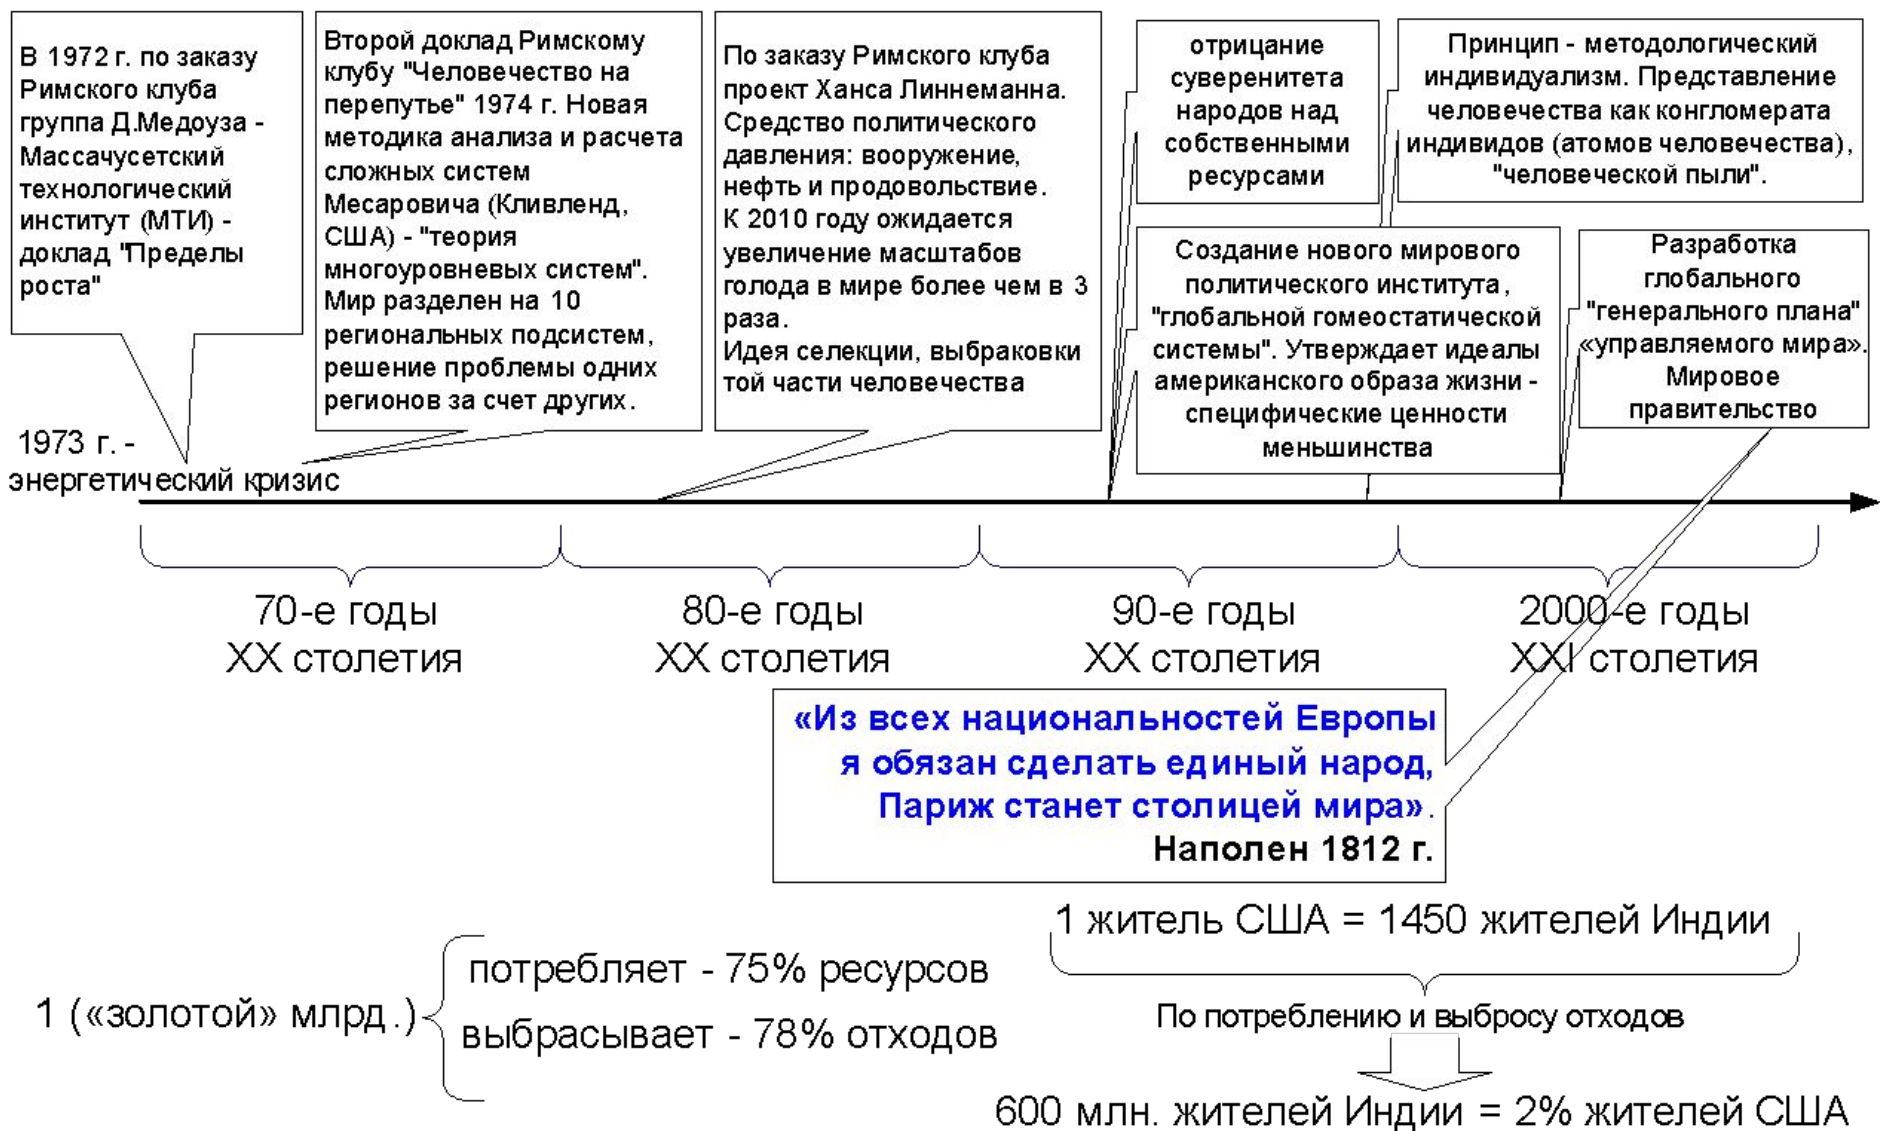 В 1972 г. по заказу
Римского клуба
группа Д.Медоуза -
Массачусетский
технологический
институт (МТИ) -
доклад "Пределы
роста"
Второй доклад Римскому
клубу "Человечество на
перепутье" 1974 г. Новая
методика анализа и расчета
сложных систем
Месаровича (Кливленд,
США) - "теория
многоуровневых систем".
Мир разделен на 10
региональных подсистем,
решение проблемы одних
регионов за счет других.
По заказу Римского клуба
проект Ханса Линнеманна.
Средство политического
давления: вооружение,
нефть и продовольствие.
К 2010 году ожидается
увеличение масштабов
голода в мире более чем в 3
раза.
Идея селекции, выбраковки
той части человечества
отрицание
суверенитета
народов над
собственными
ресурсами
Принцип - методологический
индивидуализм. Представление
человечества как конгломерата
индивидов (атомов человечества),
"человеческой пыли".
Создание нового мирового
политического института,
"глобальной гомеостатической
системы". Утверждает идеалы
американского образа жизни -
специфические ценности
меньшинства
Разработка
глобального
"генерального плана"
«управляемого мира».
Мировое
правительство
1973 г. -
энергетический кризис
70-е годы
XX столетия
80-е годы
XX столетия
90-е годы
XX столетия
2000-е годы
XXI столетия
«Из всех национальностей Европы
я обязан сделать единый народ,
Париж станет столицей мира».
Наполен 1812 г.
1 («золотой» млрд.)
потребляет - 75% ресурсов
выбрасывает - 78% отходов
1 житель США = 1450 жителей Индии
По потреблению и выбросу отходов
600 млн. жителей Индии = 2% жителей США